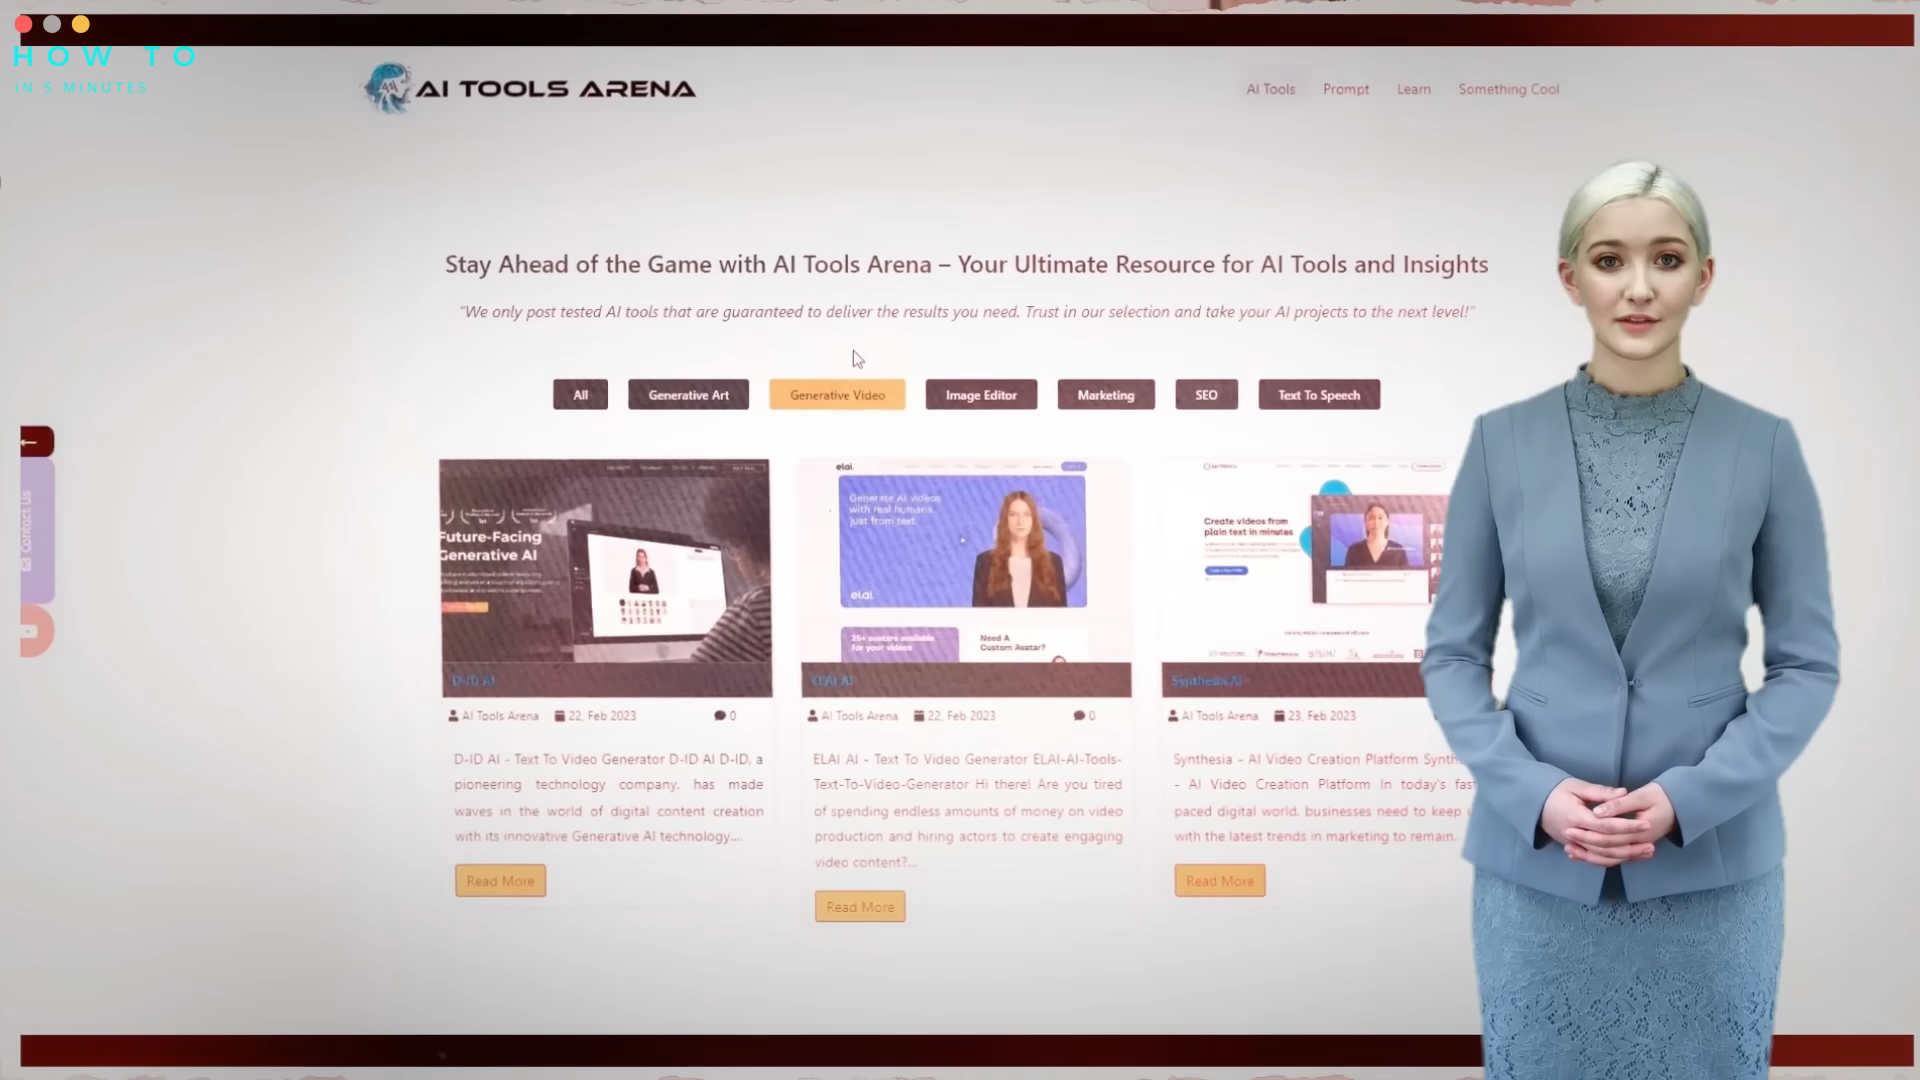 HOW TO
IN 5 MINUTES
AI TOOLS ARENA
AI Tools
Prompt
Learn
Something Cool
Stay Ahead of the Game with AI Tools Arena – Your Ultimate Resource for AI Tools and Insights
"We only post tested AI tools that are guaranteed to deliver the results you need. Trust in our selection and take your AI projects to the next level!"
All
Generative Art
Generative Video
Image Editor
Marketing
SEO
Text To Speech
Contact Us
Future-Facing
Generative AI
D-ID AI
AI Tools Arena
22, Feb 2023
0
D-ID AI - Text To Video Generator D-ID AI D-ID, a
pioneering technology company, has made
waves in the world of digital content creation
with its innovative Generative AI technology....
Read More
elai.
Generate AI videos
with real humans
just from text.
elai.
25+ avatars available
for your videos
Need A
Custom Avatar?
ELAI AI
AI Tools Arena
22, Feb 2023
0
ELAI AI - Text To Video Generator ELAI-AI-Tools-
Text-To-Video-Generator Hi there! Are you tired
of spending endless amounts of money on video
production and hiring actors to create engaging
video content?...
Read More
Create videos from
plain text in minutes
Synthesia AI
AI Tools Arena
23, Feb 2023
Synthesia - AI Video Creation Platform Synth
- AI Video Creation Platform In today's fast
paced digital world, businesses need to keep
with the latest trends in marketing to remain.
Read More